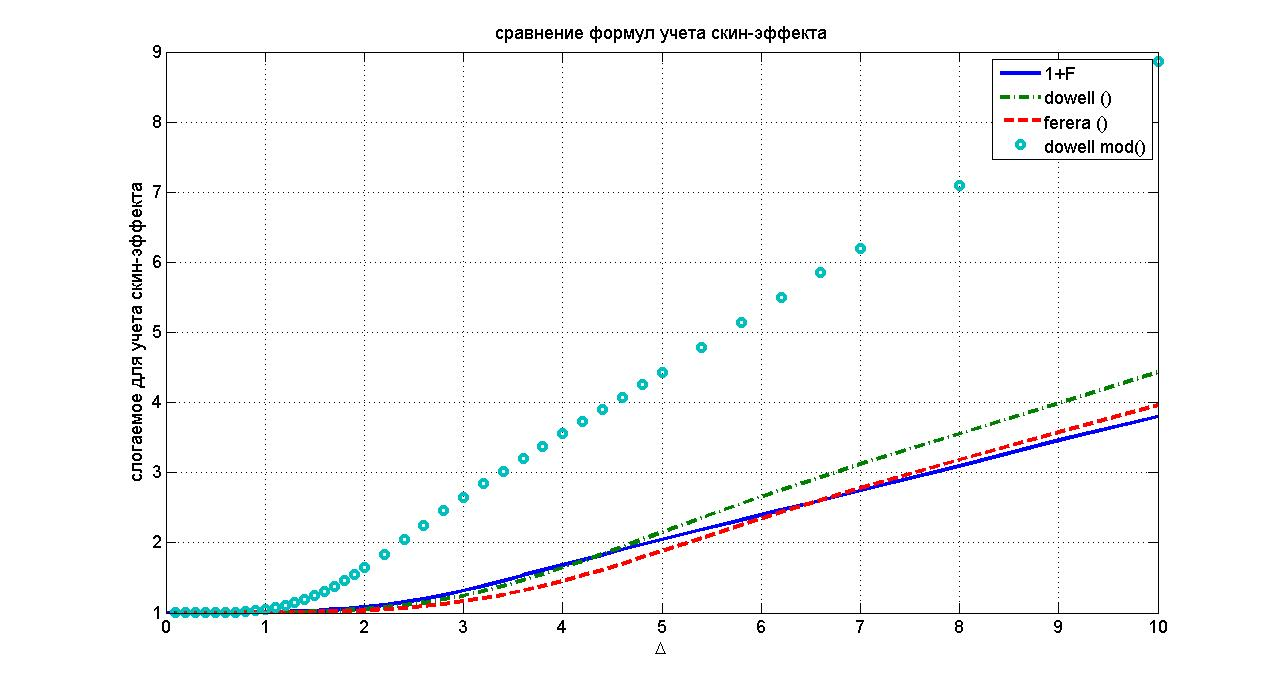 сравнение формул учета скин-эффекта
9
8
7
6
5
4
3
2
1
слогаемое для учета скин-эффекта
1+F
dowell ()
ferera ()
dowell mod()
0 1 2 3 4 5 6 7 8 9 10
Δ